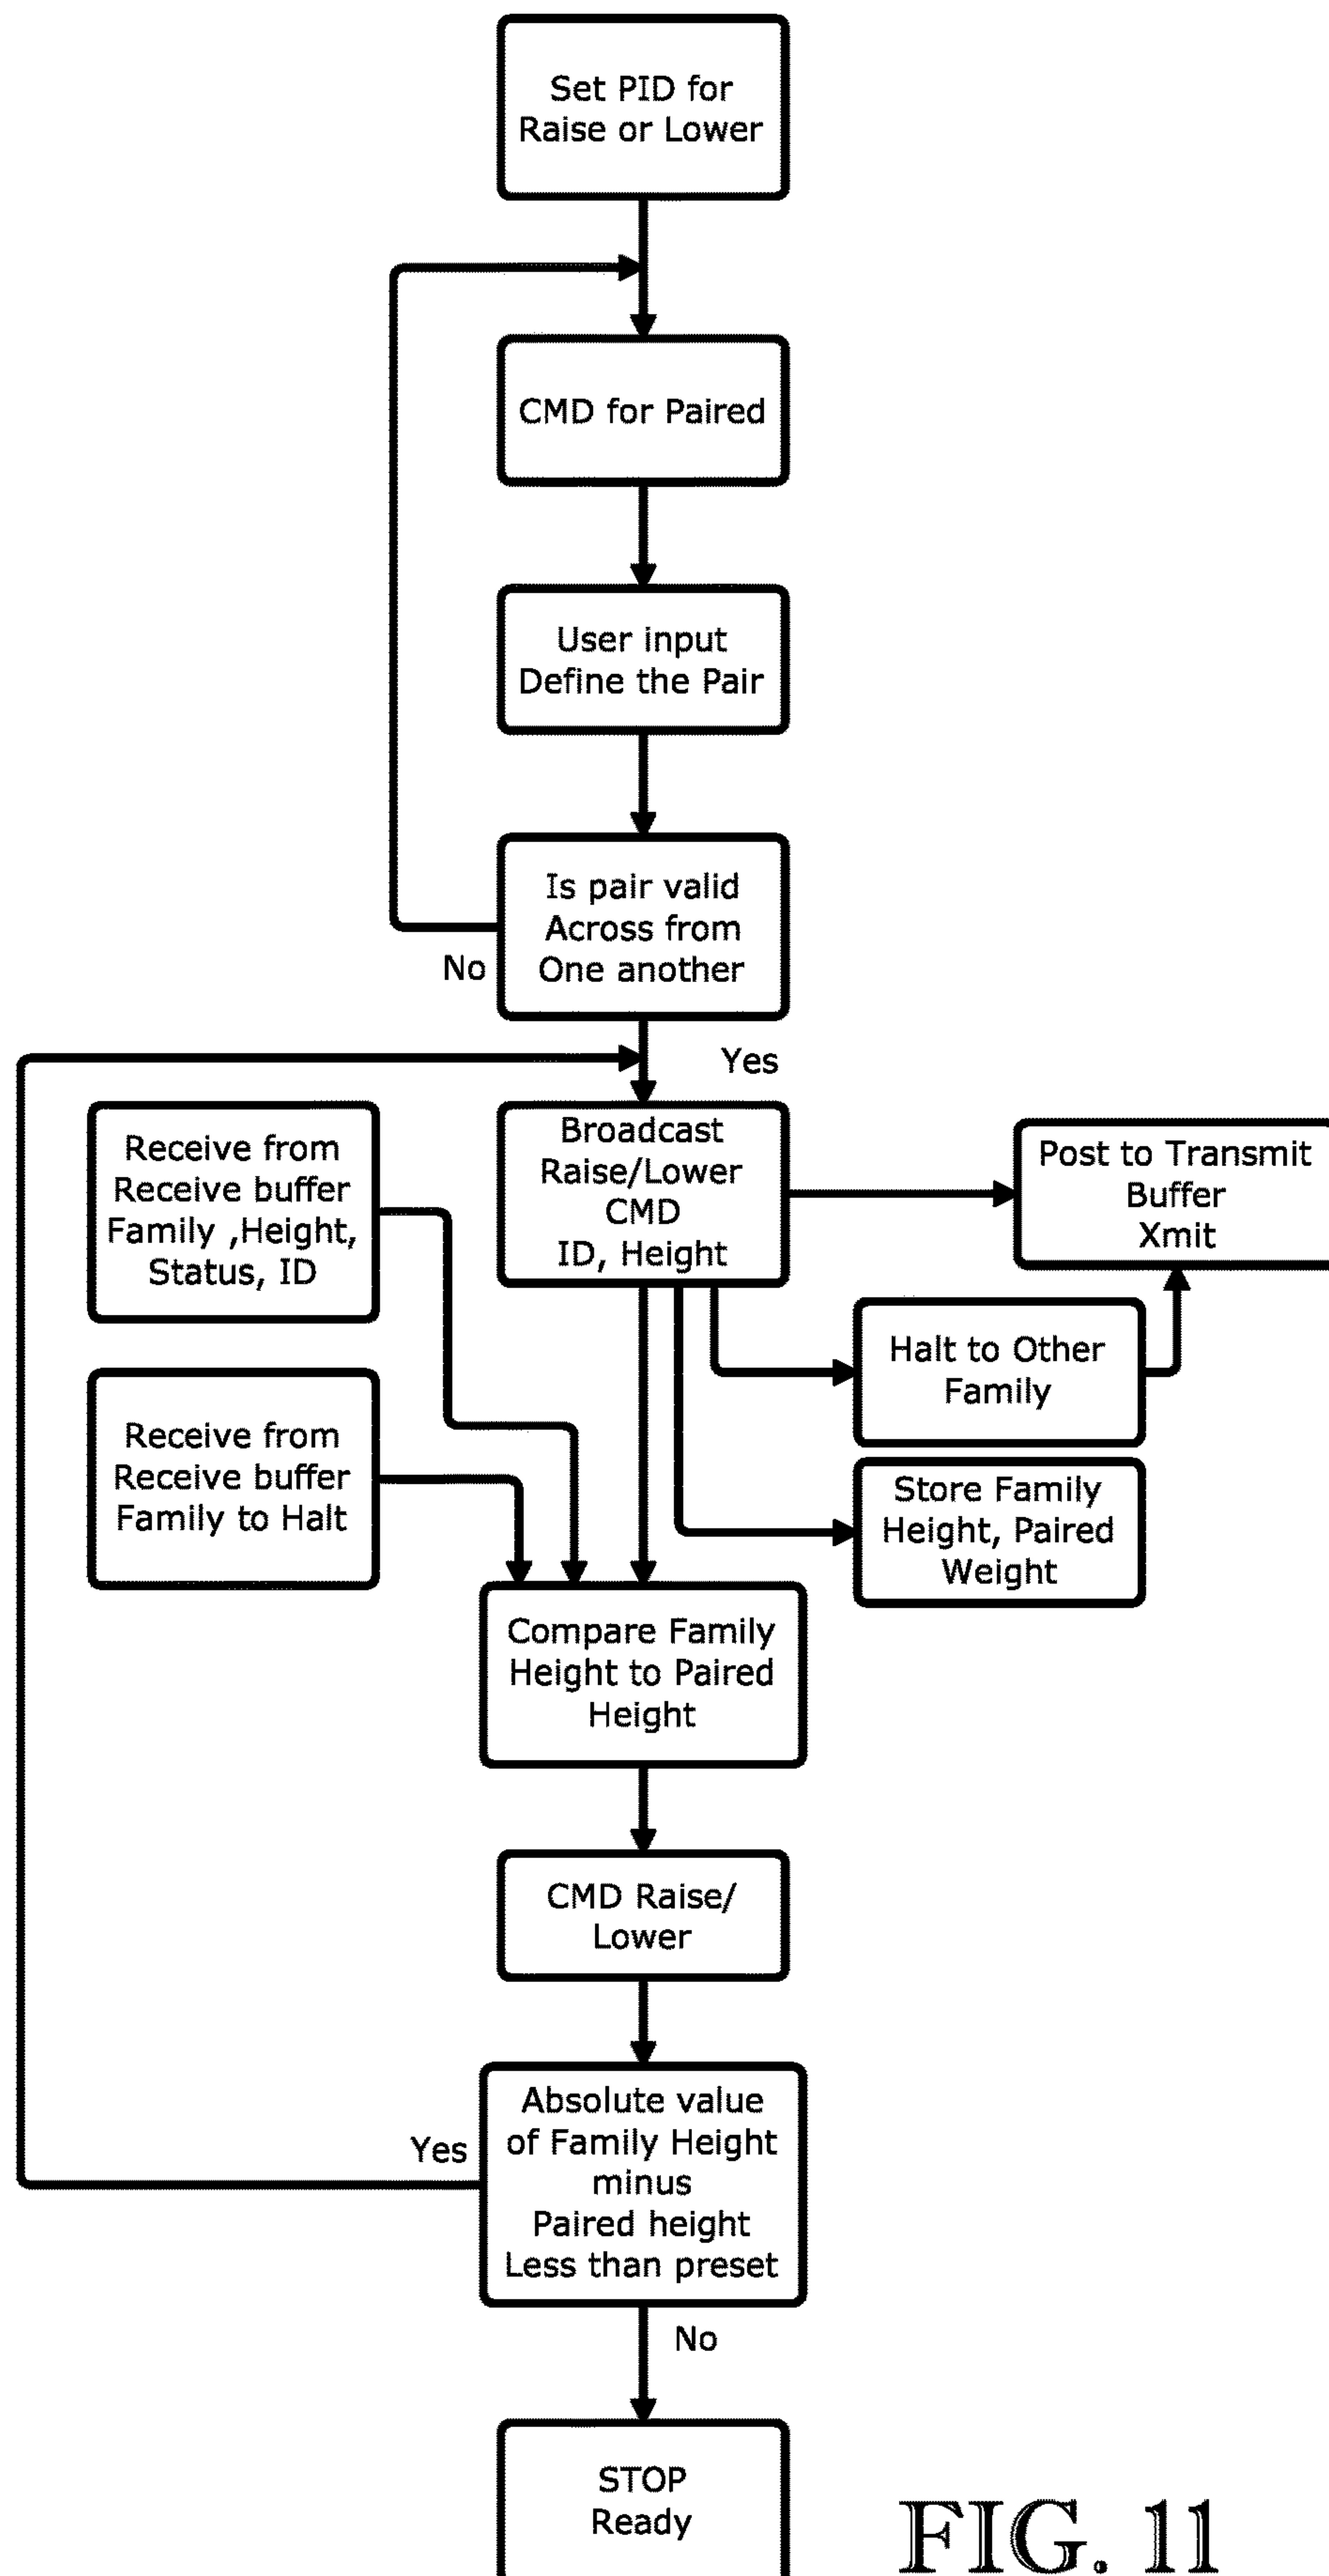 Set PID for
Raise or Lower
CMD for Paired
User input
Define the Pair
Is pair valid
Across from
One another
No
Yes
Broadcast
Raise/Lower
CMD
ID, Height
Receive from
Receive buffer
Family ,Height,
Status, ID
Post to Transmit
Buffer
Xmit
Halt to Other
Family
Receive from
Receive buffer
Family to Halt
Store Family
Height, Paired
Weight
Compare Family
Height to Paired
Height
CMD Raise/
Lower
Absolute value
of Family Height
minus
Paired height
Less than preset
Yes
No
STOP
Ready
FIG. 11